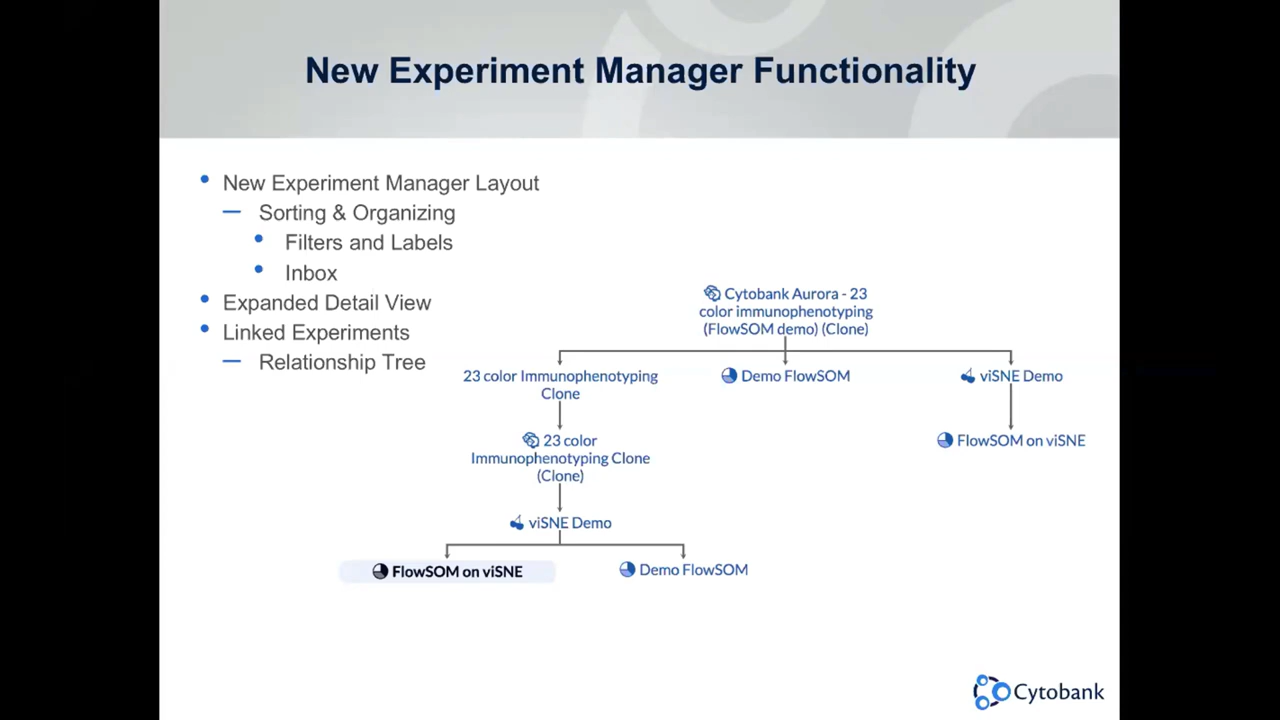 New Experiment Manager Functionality
• New Experiment Manager Layout
– Sorting & Organizing
• Filters and Labels
• Inbox
• Expanded Detail View
• Linked Experiments
– Relationship Tree
Cytobank Aurora - 23
color immunophenotyping
(FlowSOM demo) (Clone)
23 color Immunophenotyping
Clone
Demo FlowSOM
viSNE Demo
23 color
Immunophenotyping Clone
(Clone)
FlowSOM on viSNE
viSNE Demo
FlowSOM on viSNE
Demo FlowSOM
Cytobank